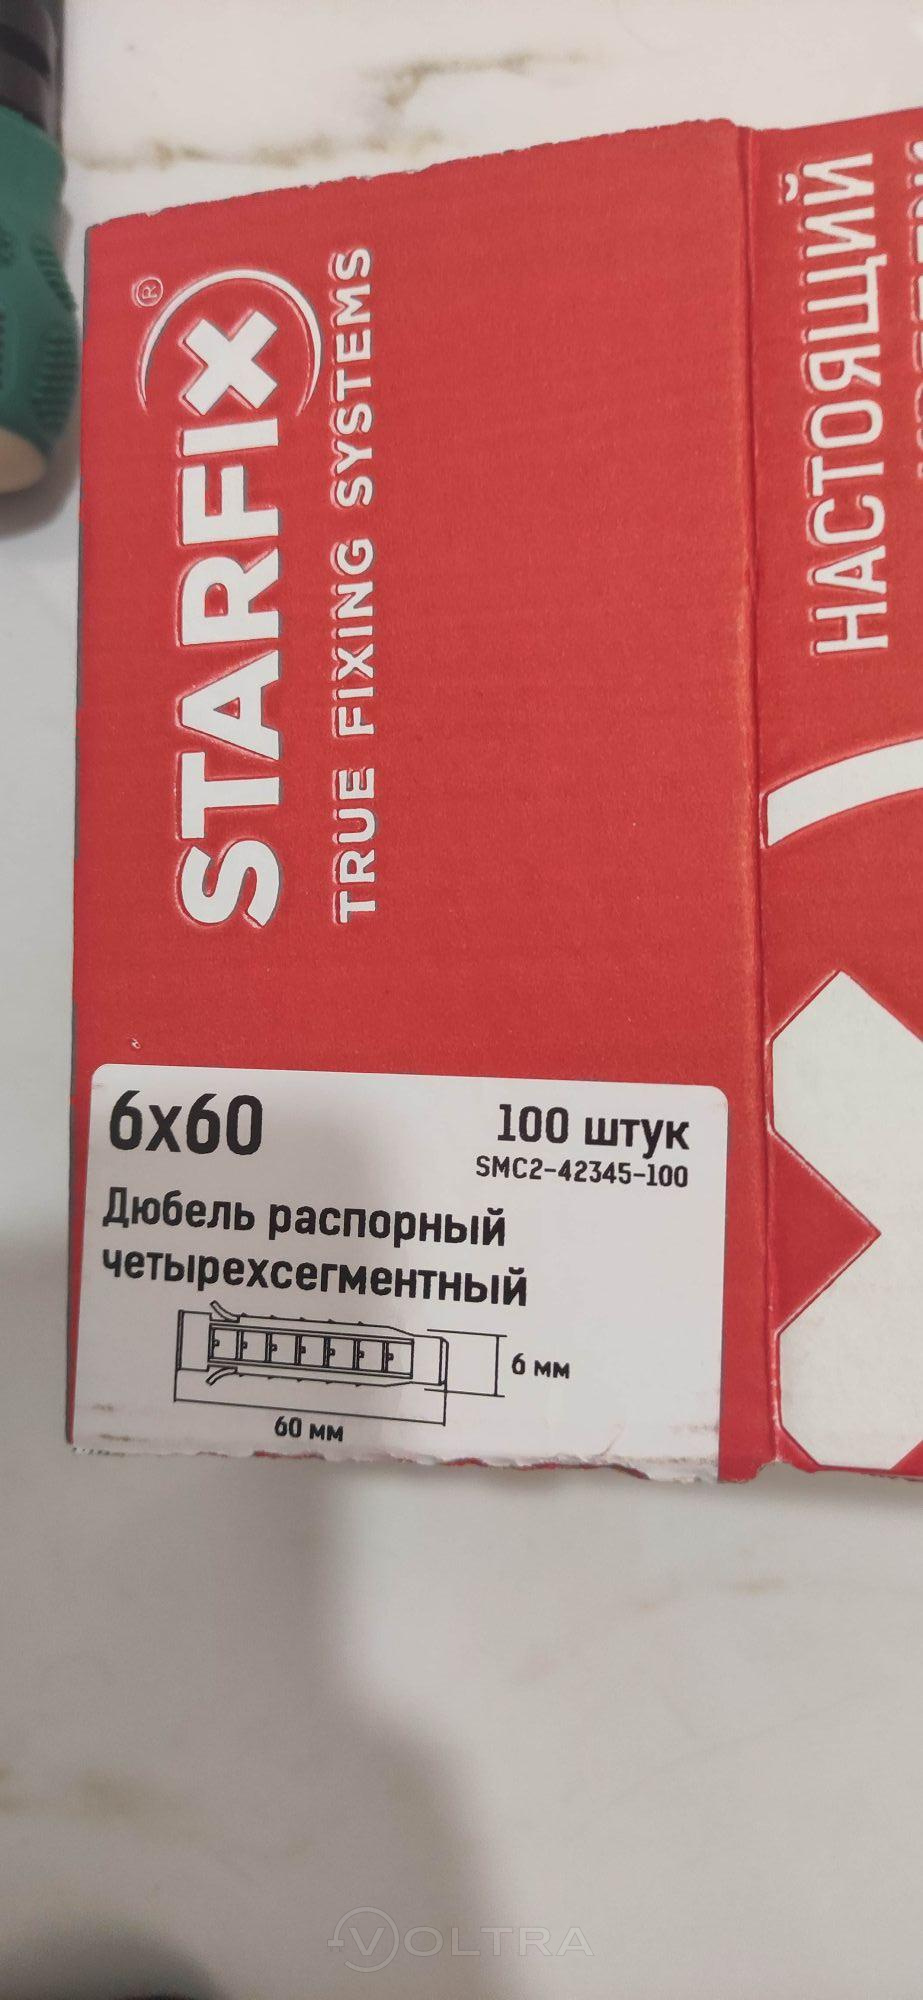 STARFIX®
TRUE FIXING SYSTEMS
НАСТОЯЩИЙ
6x60
100 штук
SMC2-42345-100
Дюбель распорный
четырехсегментный
6 мм
60 мм
VOLTRA